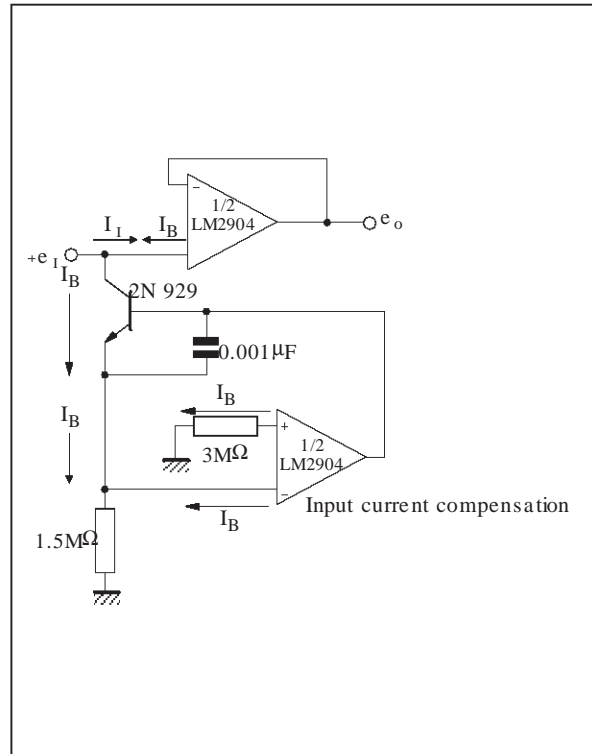 −
1/2
LM2904
e o
I I
I B
+e I
I B
2N 929
0.001µF
I B
I B
+
1/2
LM2904
3MΩ
−
I B
Input current compensation
1.5MΩ